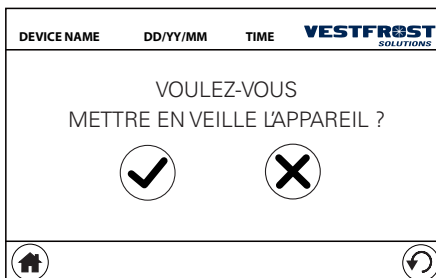 DEVICE NAME DD/YY/MM TIME VESTFROST
SOLUTIONS
VOULEZ-VOUS
METTRE EN VEILLE L'APPAREIL ?